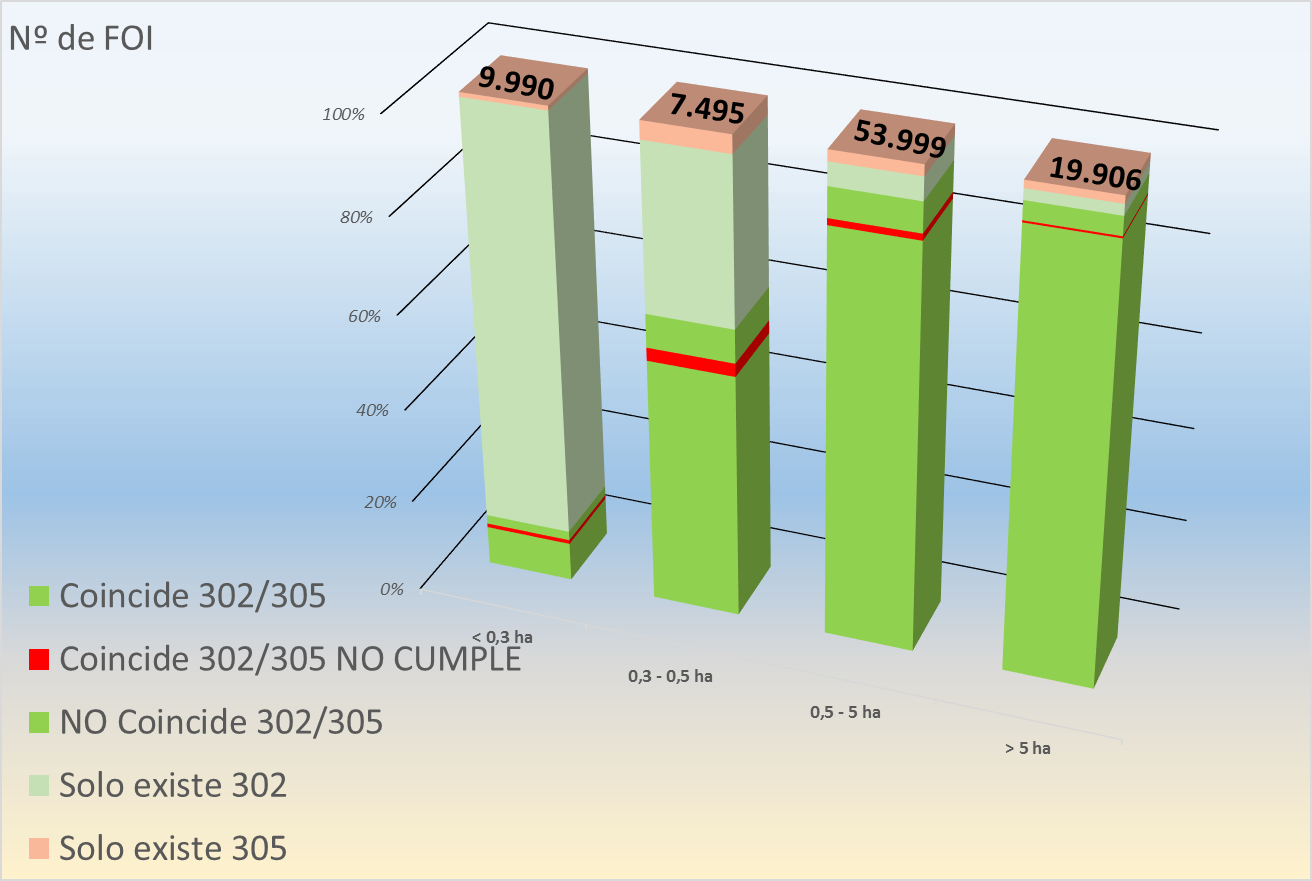 Nº de FOI
9.990
7.495
53.999
19.906
100%
80%
60%
40%
20%
0%
< 0,3 ha
0,3 - 0,5 ha
0,5 - 5 ha
> 5 ha
Coincide 302/305
Coincide 302/305 NO CUMPLE
NO Coincide 302/305
Solo existe 302
Solo existe 305